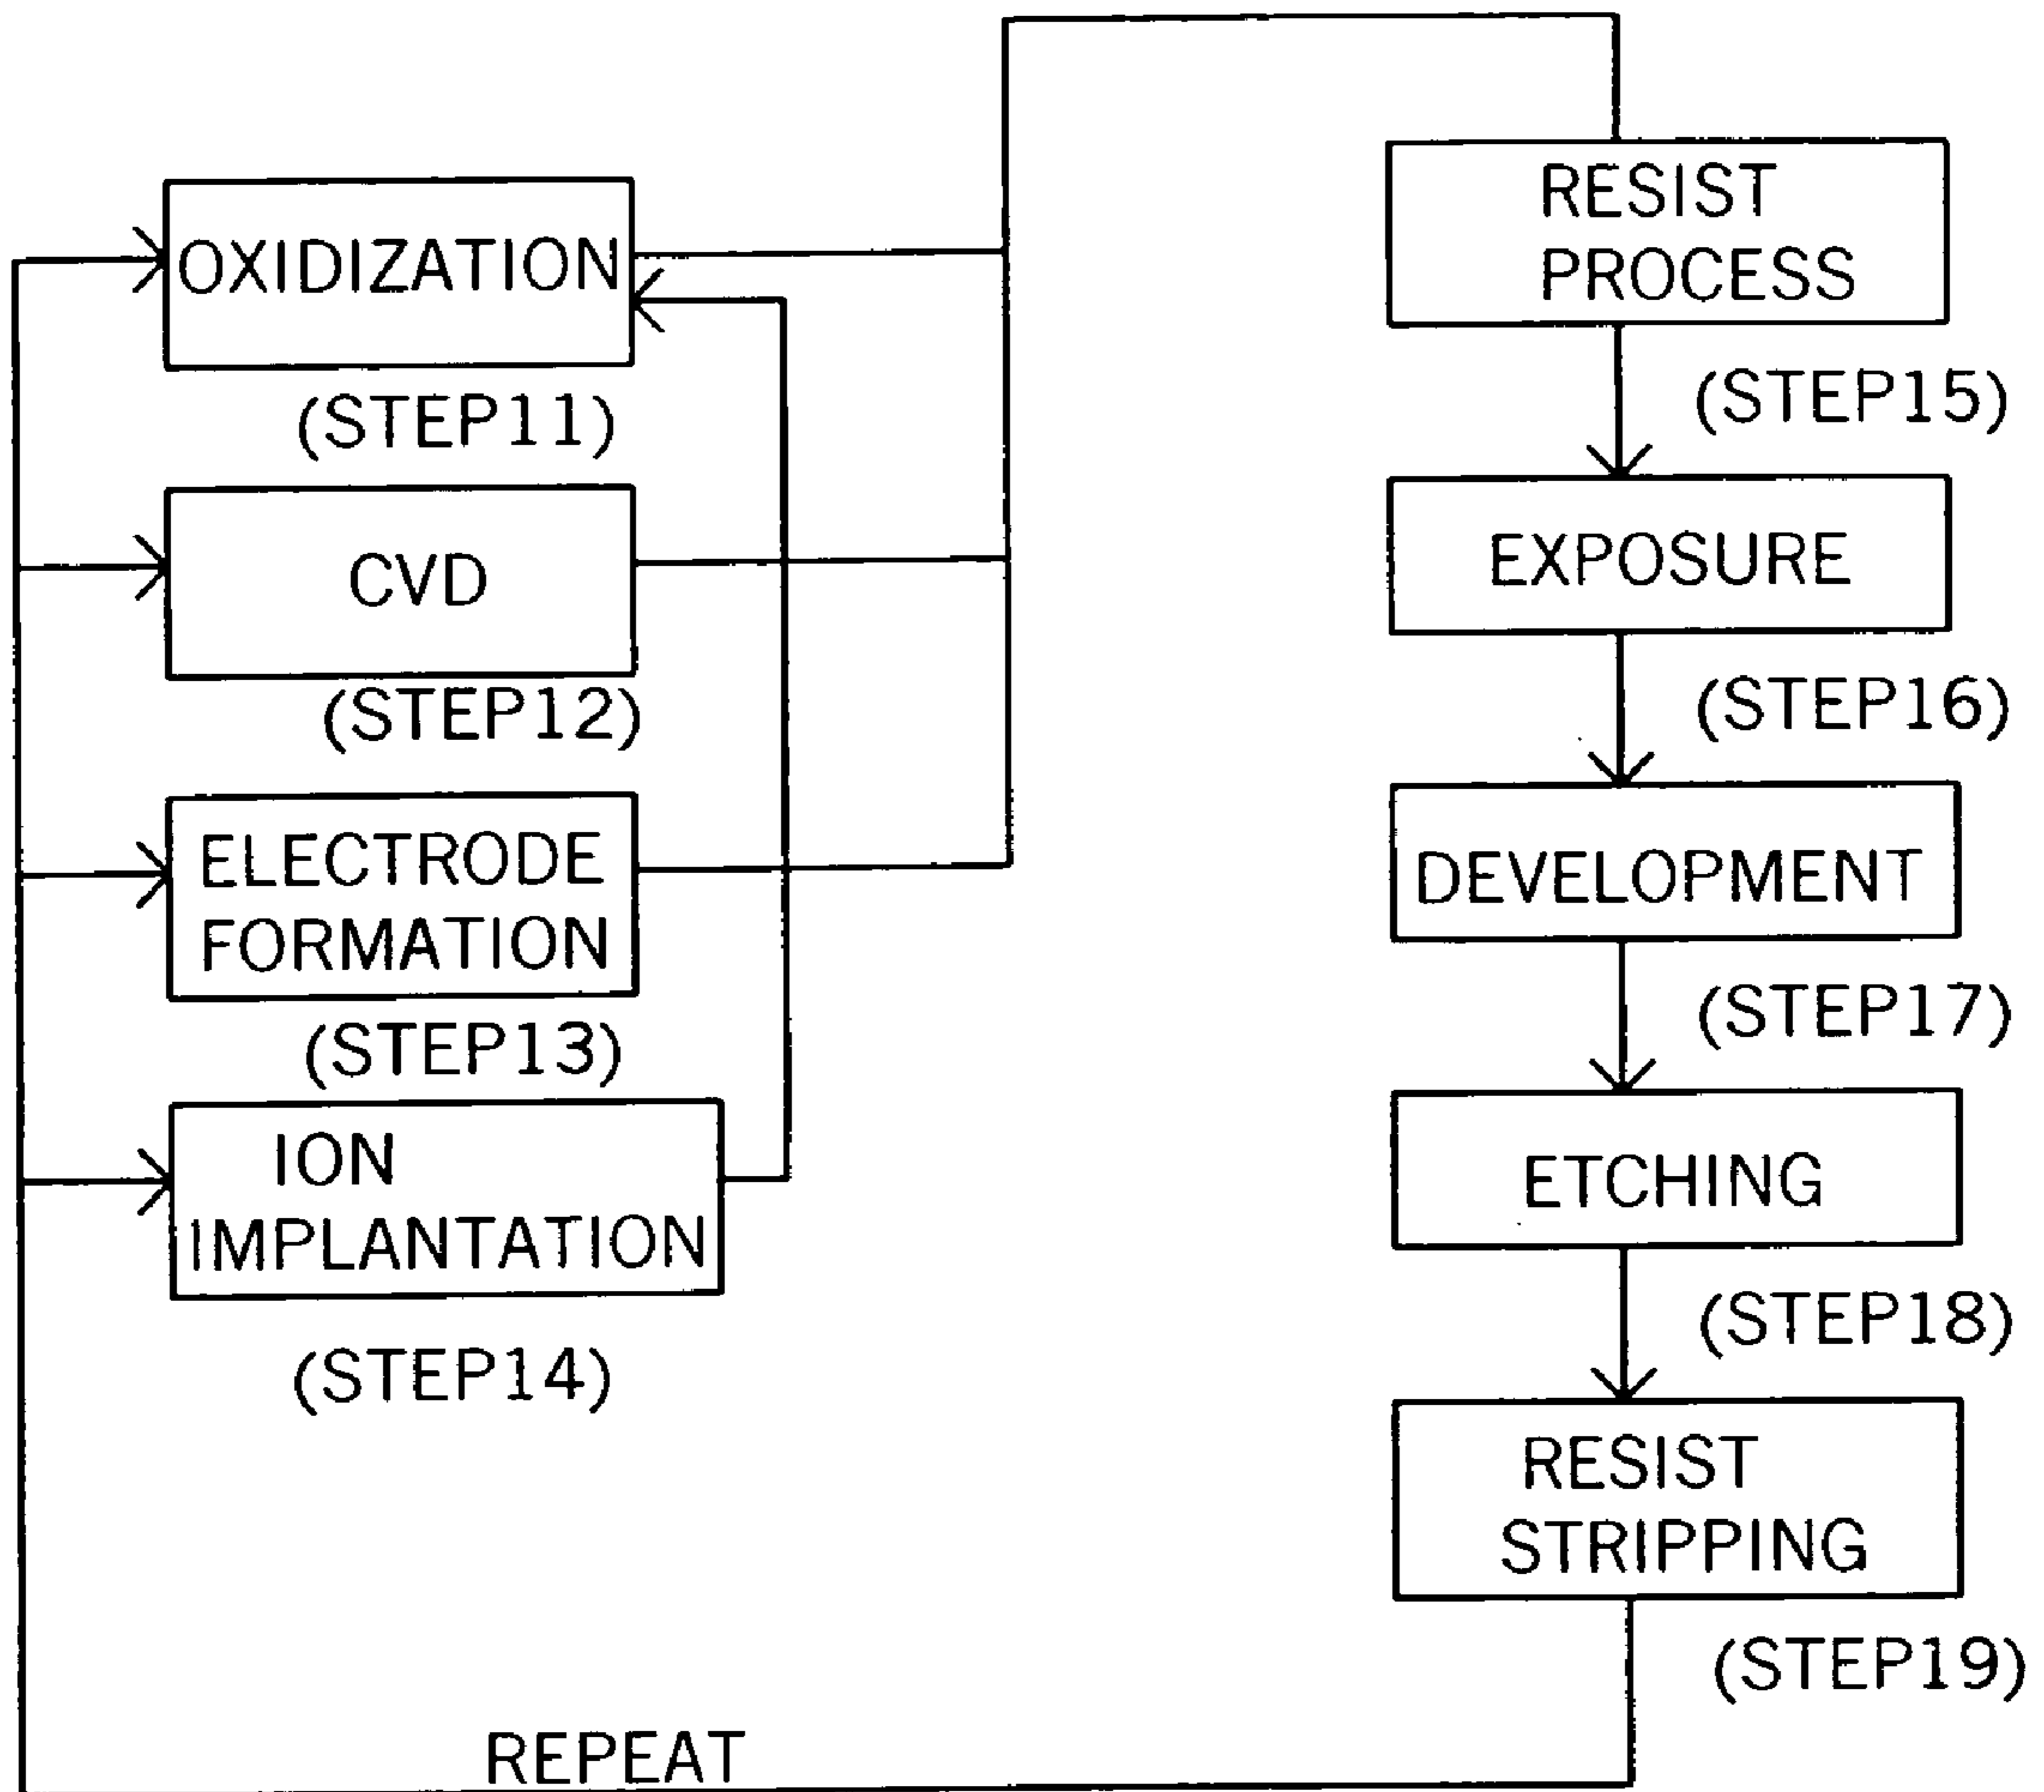 OXIDIZATION
(STEP11)
CVD
(STEP12)
ELECTRODE
FORMATION
(STEP13)
ION
IMPLANTATION
(STEP14)
RESIST
PROCESS
(STEP15)
EXPOSURE
(STEP16)
DEVELOPMENT
(STEP17)
ETCHING
(STEP18)
RESIST
STRIPPING
(STEP19)
REPEAT